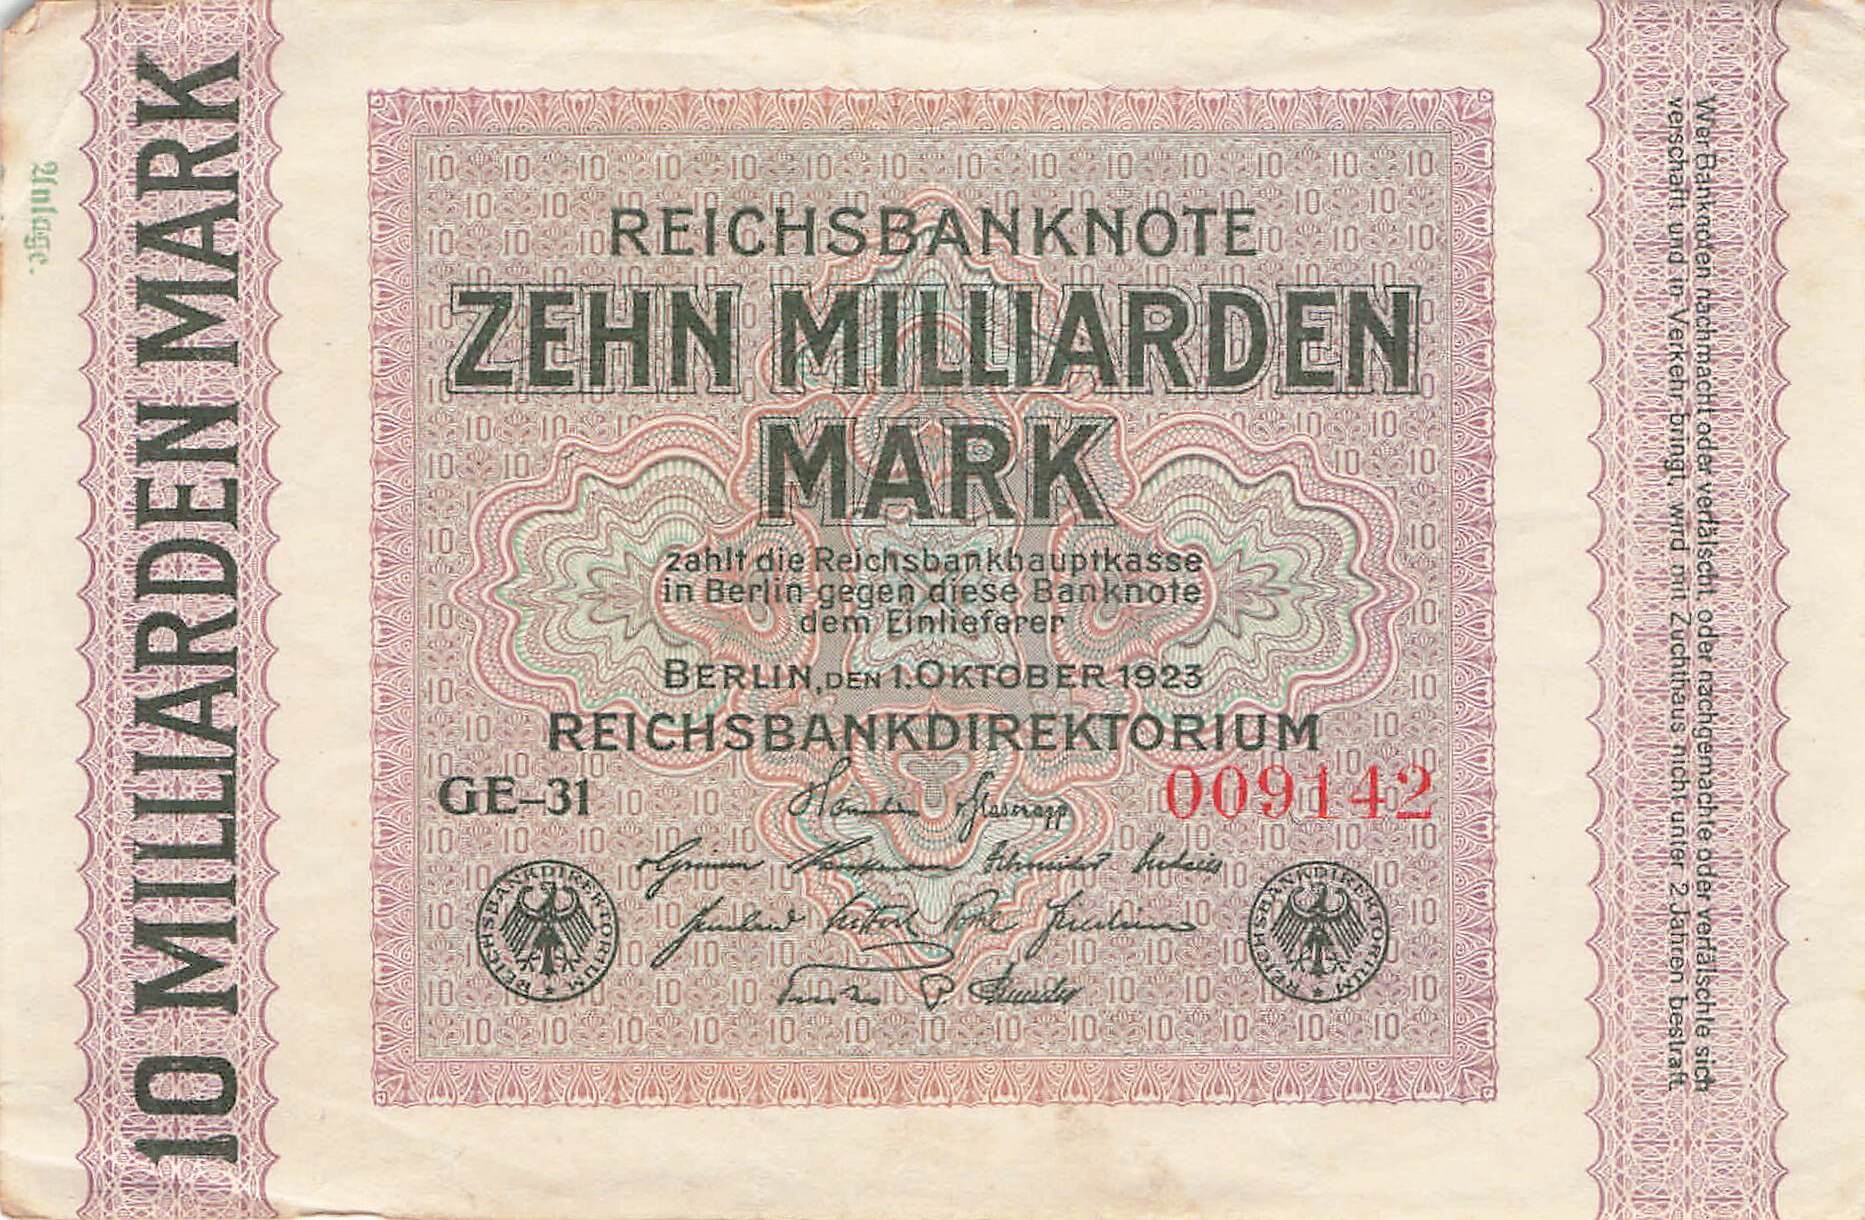 10 MILLIARDEN MARK
REICHSBANKNOTE
ZEHN MILLIARDEN
MARK
zahlt die Reichsbankhauptkasse
in Berlin gegen diese Banknote
dem Einlieferer
BERLIN, DEN 1. OKTOBER 1923
REICHSBANKDIREKTORIUM
GE-31
009142
REICHSBANKDIREKTORIUM
REICHSBANKDIREKTORIUM
Wer Banknoten nachmacht oder verfälscht, oder nachgemachte oder verfälschte sich
verschafft und in Verkehr bringt, wird mit Zuchthaus nicht unter 2 Jahren bestraft.